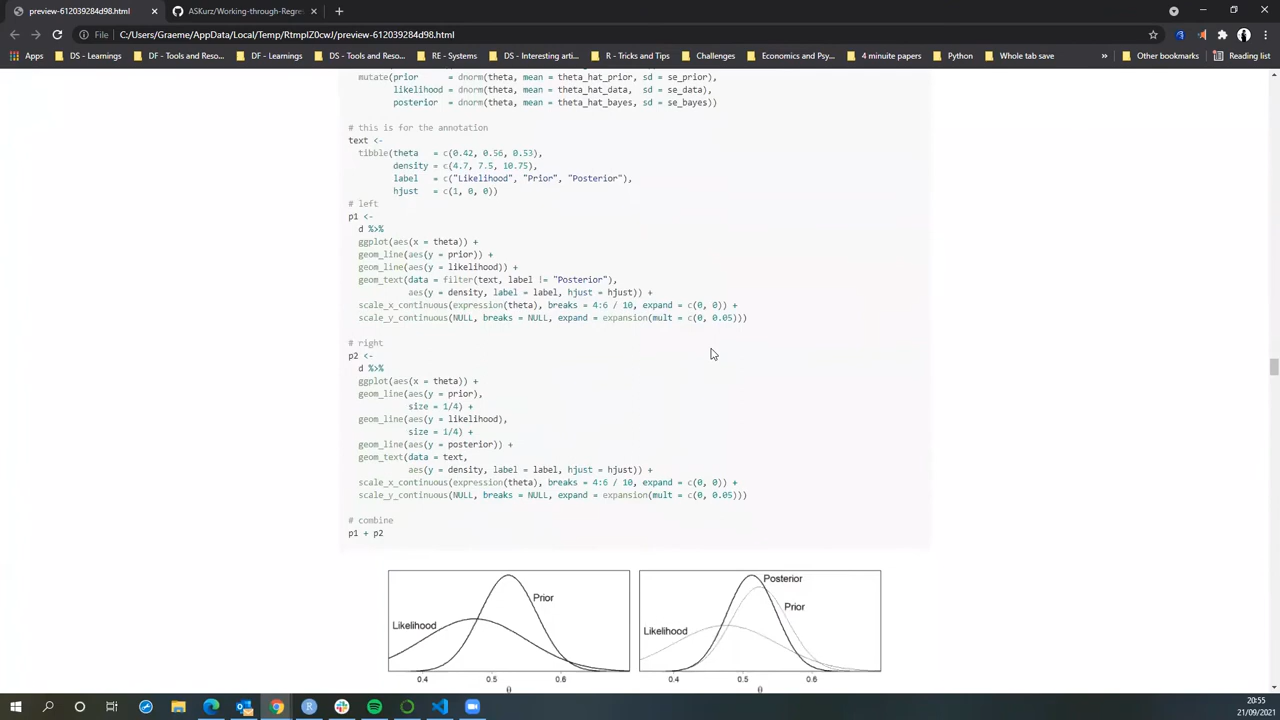 preview-612039284d98.html
ASKurz/Working-through-Regre
File
C:/Users/Graeme/AppData/Local/Temp/RtmpIZ0cwJ/preview-612039284d98.html
Apps
DS - Learnings
DF - Tools and Reso...
DF - Learnings
DS - Tools and Reso...
RE - Systems
DS - Interesting arti...
R - Tricks and Tips
Challenges
Economics and Psy...
4 minuite papers
Python
Whole tab save
»
Other bookmarks
Reading list
mutate(prior = dnorm(theta, mean = theta_hat_prior, sd = se_prior),
likelihood = dnorm(theta, mean = theta_hat_data, sd = se_data),
posterior = dnorm(theta, mean = theta_hat_bayes, sd = se_bayes))
# this is for the annotation
text <-
tibble(theta = c(0.42, 0.56, 0.53),
density = c(4.7, 7.5, 10.75),
label = c("Likelihood", "Prior", "Posterior"),
hjust = c(1, 0, 0))
# left
p1 <-
d %>%
ggplot(aes(x = theta)) +
geom_line(aes(y = prior)) +
geom_line(aes(y = likelihood)) +
geom_text(data = filter(text, label != "Posterior"),
aes(y = density, label = label, hjust = hjust)) +
scale_x_continuous(expression(theta), breaks = 4:6 / 10, expand = c(0, 0)) +
scale_y_continuous(NULL, breaks = NULL, expand = expansion(mult = c(0, 0.05)))
# right
p2 <-
d %>%
ggplot(aes(x = theta)) +
geom_line(aes(y = prior),
size = 1/4) +
geom_line(aes(y = likelihood),
size = 1/4) +
geom_line(aes(y = posterior)) +
geom_text(data = text,
aes(y = density, label = label, hjust = hjust)) +
scale_x_continuous(expression(theta), breaks = 4:6 / 10, expand = c(0, 0)) +
scale_y_continuous(NULL, breaks = NULL, expand = expansion(mult = c(0, 0.05)))
# combine
p1 + p2
Prior
Likelihood
0.4 0.5 0.6
θ
Posterior
Prior
Likelihood
0.4 0.5 0.6
θ
20:55
21/09/2021